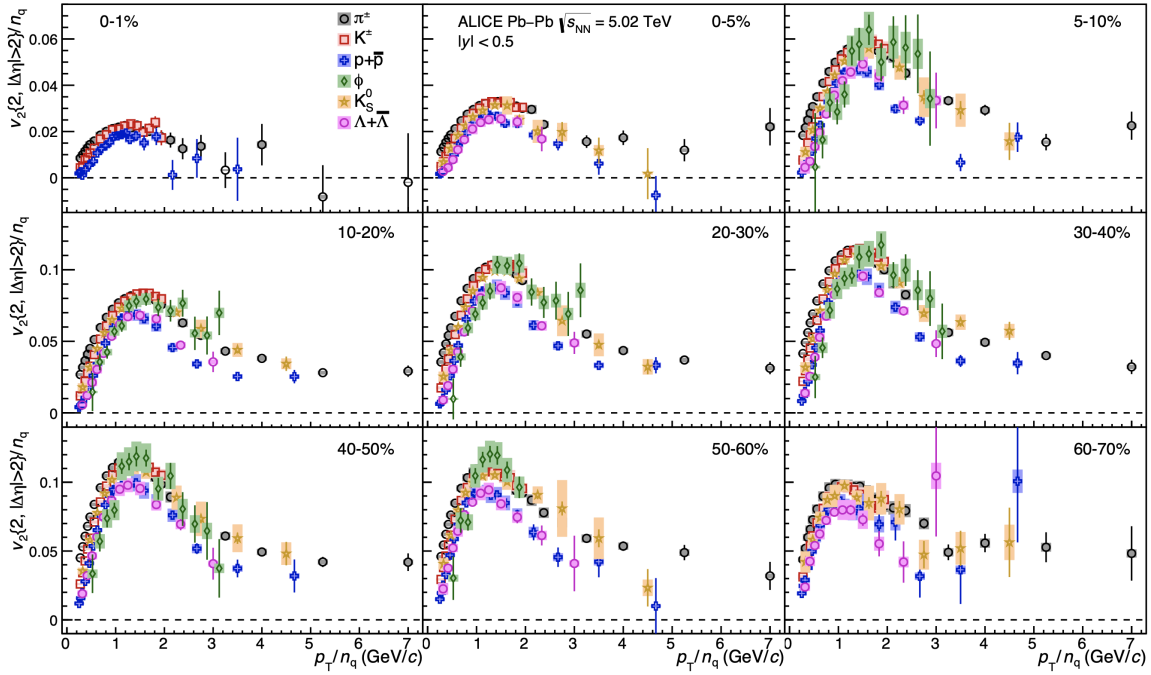 0-1%
π±
K±
p+p̅
ϕ
K⁰S
Λ+Λ̅
ALICE Pb–Pb √sNN = 5.02 TeV
|y| < 0.5
0-5%
5-10%
v2{2, |Δη|>2}/nq
0.06
0.04
0.02
0
10-20%
20-30%
30-40%
v2{2, |Δη|>2}/nq
0.1
0.05
0
40-50%
50-60%
60-70%
v2{2, |Δη|>2}/nq
0.1
0.05
0
0 1 2 3 4 5 6 7
0 1 2 3 4 5 6 7
0 1 2 3 4 5 6 7
pT/nq (GeV/c)
pT/nq (GeV/c)
pT/nq (GeV/c)